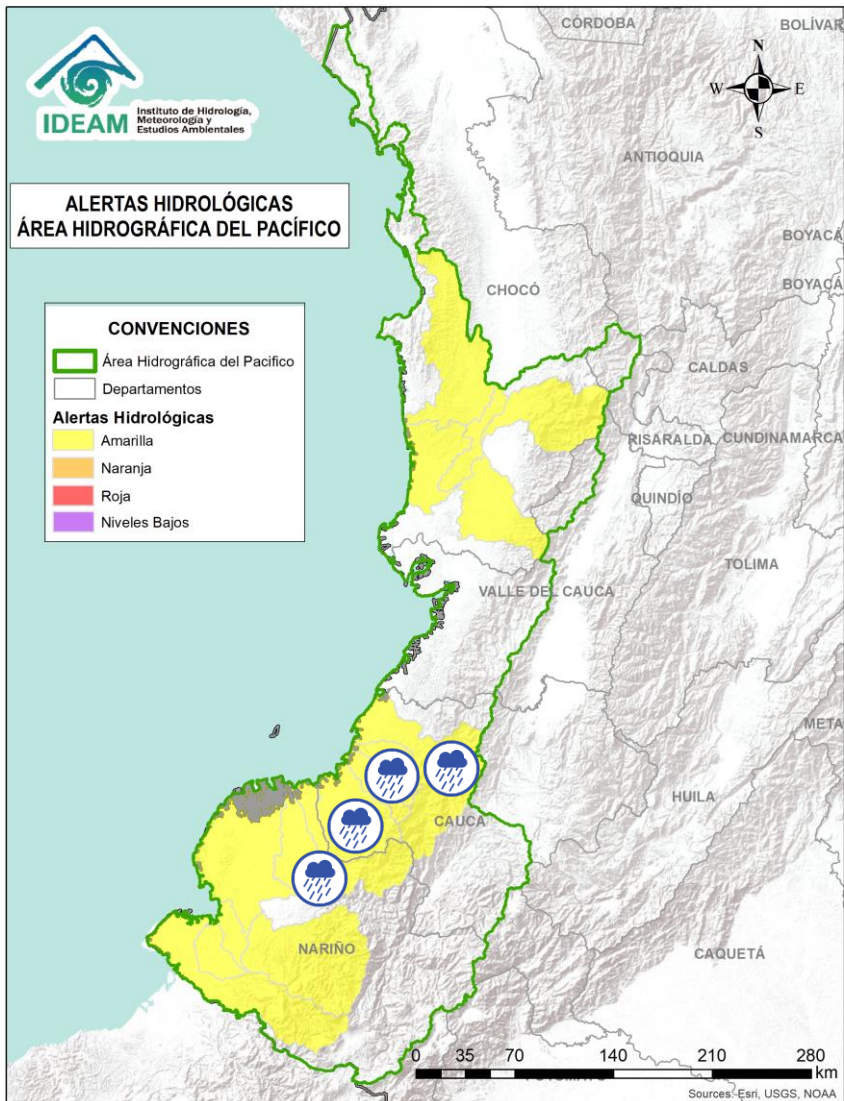 CÓRDOBA
BOLÍVAR
IDEAM
Instituto de Hidrología,
Meteorología y
Estudios Ambientales
N
W
E
S
ANTIOQUIA
ALERTAS HIDROLÓGICAS
ÁREA HIDROGRÁFICA DEL PACÍFICO
BOYACÁ
BOYACÁ
CHOCÓ
CONVENCIONES
Área Hidrográfica del Pacifico
Departamentos
Alertas Hidrológicas
Amarilla
Naranja
Roja
Niveles Bajos
CALDAS
RISARALDA
CUNDINAMARCA
QUINDÍO
TOLIMA
VALLE DEL CAUCA
META
HUILA
CAUCA
NARIÑO
CAQUETÁ
0 35 70 140 210 280
km
Sources: Esri, USGS, NOAA